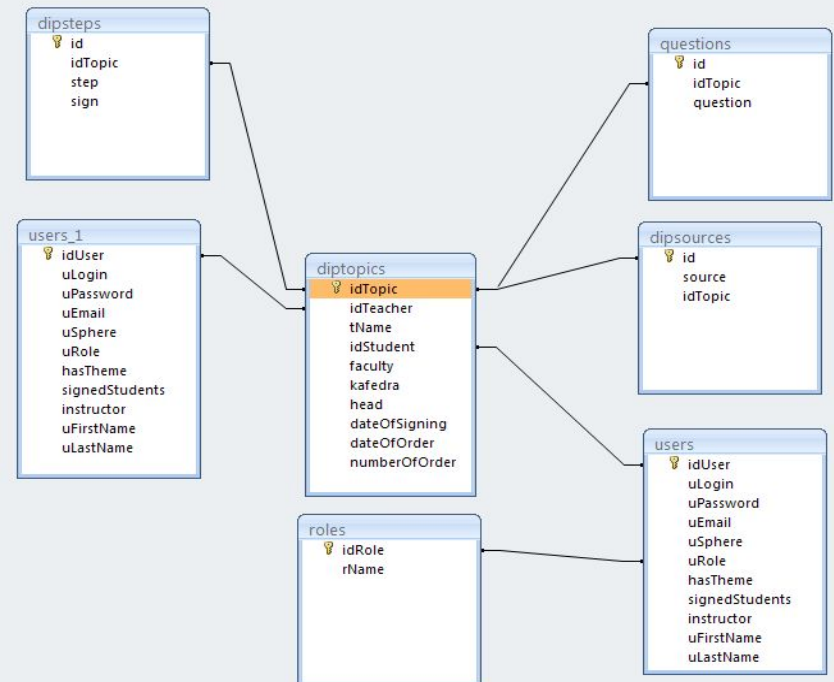 dipsteps
id
idTopic
step
sign
users_1
idUser
uLogin
uPassword
uEmail
uSphere
uRole
hasTheme
signedStudents
instructor
uFirstName
uLastName
diptopics
idTopic
idTeacher
tName
idStudent
faculty
kafedra
head
dateOfSigning
dateOfOrder
numberOfOrder
roles
idRole
rName
questions
id
idTopic
question
dipsources
id
source
idTopic
users
idUser
uLogin
uPassword
uEmail
uSphere
uRole
hasTheme
signedStudents
instructor
uFirstName
uLastName